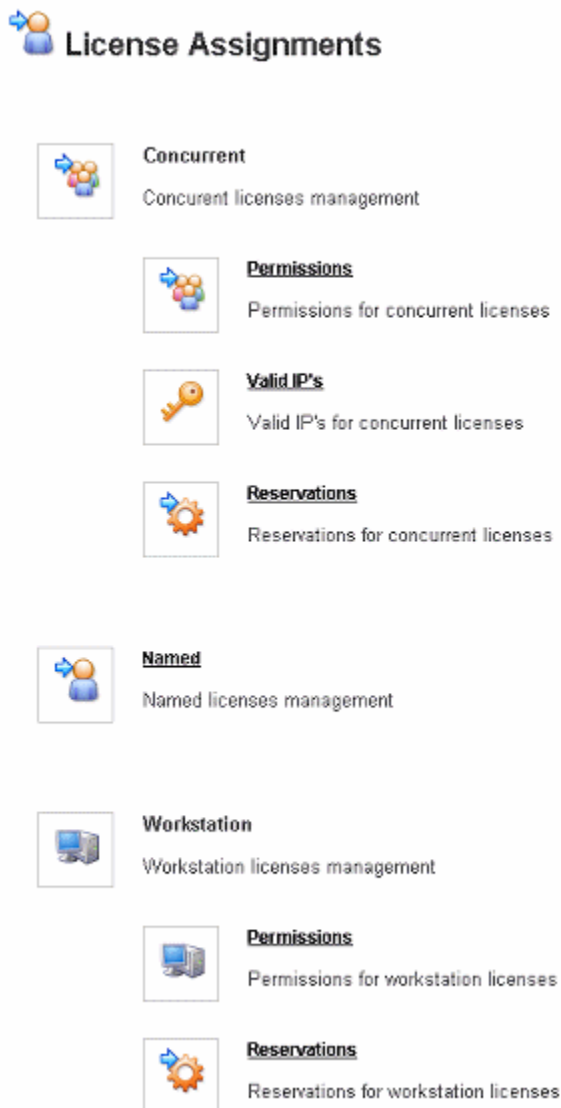 License Assignments
Concurrent
Concurent licenses management
Permissions
Permissions for concurrent licenses
Valid IP's
Valid IP's for concurrent licenses
Reservations
Reservations for concurrent licenses
Named
Named licenses management
Workstation
Workstation licenses management
Permissions
Permissions for workstation licenses
Reservations
Reservations for workstation licenses